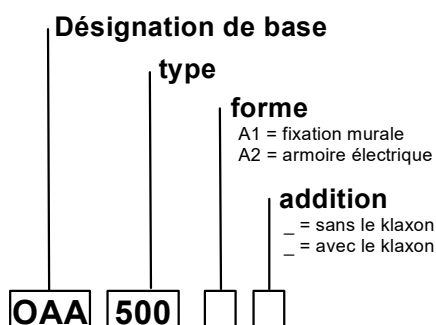 Désignation de base
type
forme
A1 = fixation murale
A2 = armoire électrique
addition
_ = sans le klaxon
_ = avec le klaxon
OAA 500